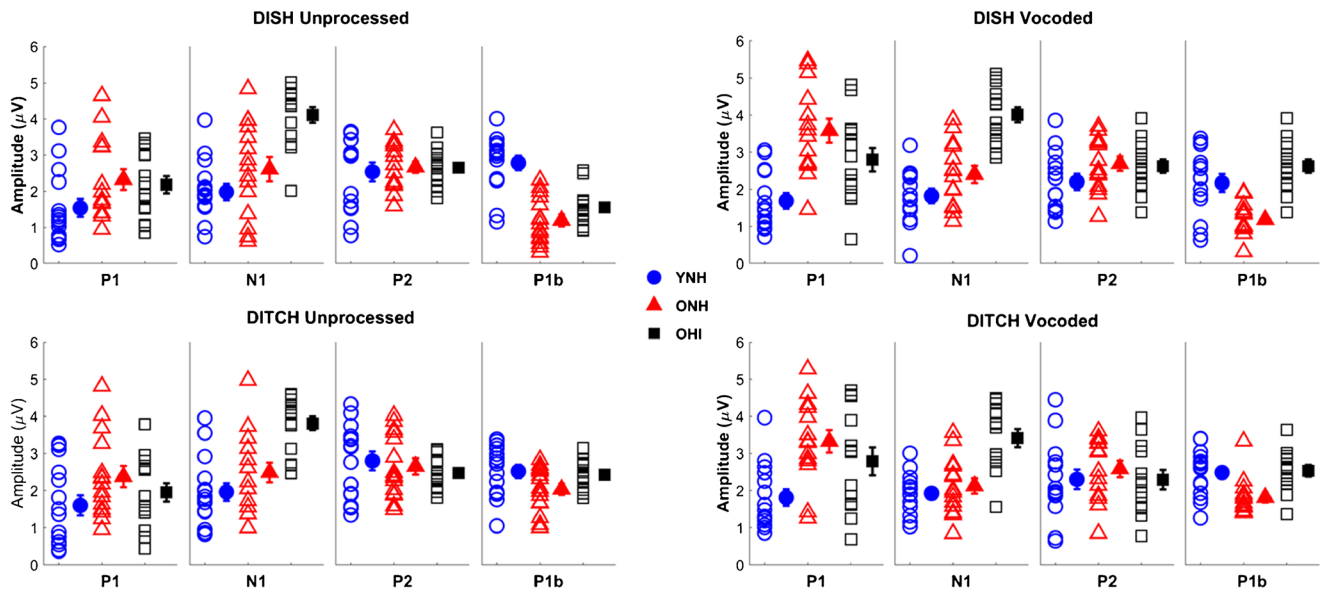 DISH Unprocessed
Amplitude (μV)
6
5
4
3
2
1
0
P1 N1 P2 P1b
DISH Vocoded
Amplitude (μV)
6
5
4
3
2
1
0
P1 N1 P2 P1b
YNH
ONH
OHI
DITCH Unprocessed
Amplitude (μV)
6
5
4
3
2
1
0
P1 N1 P2 P1b
DITCH Vocoded
Amplitude (μV)
6
5
4
3
2
1
0
P1 N1 P2 P1b